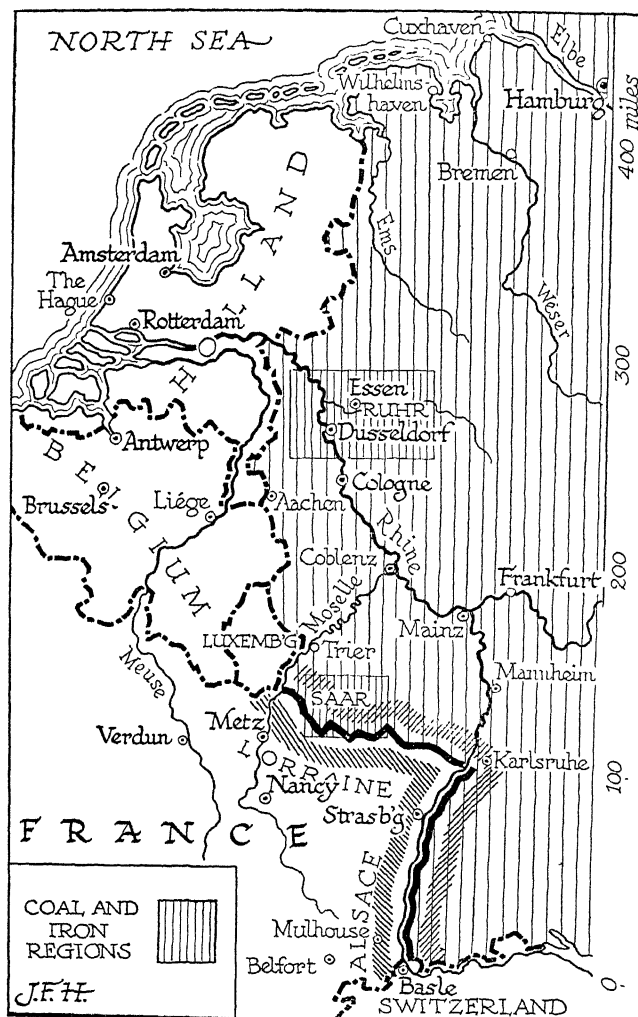 NORTH SEA
Cuxhaven
Elbe
Wilhelms-
haven
Hamburg
400 miles
Bremen
Ems
Weser
HOLLAND
Amsterdam
The
Hague
Rotterdam
300
Essen
RUHR
Dusseldorf
Antwerp
BELGIUM
Brussels
Liége
Aachen
Cologne
Rhine
Coblenz
200
Frankfurt
Moselle
LUXEMB'G
Mainz
Trier
Meuse
SAAR
Mannheim
Verdun
Metz
LORRAINE
Karlsruhe
100
Nancy
Strasb'g
FRANCE
ALSACE
COAL AND
IRON
REGIONS
Mulhouse
Belfort
J.F.H.
Basle
0
SWITZERLAND